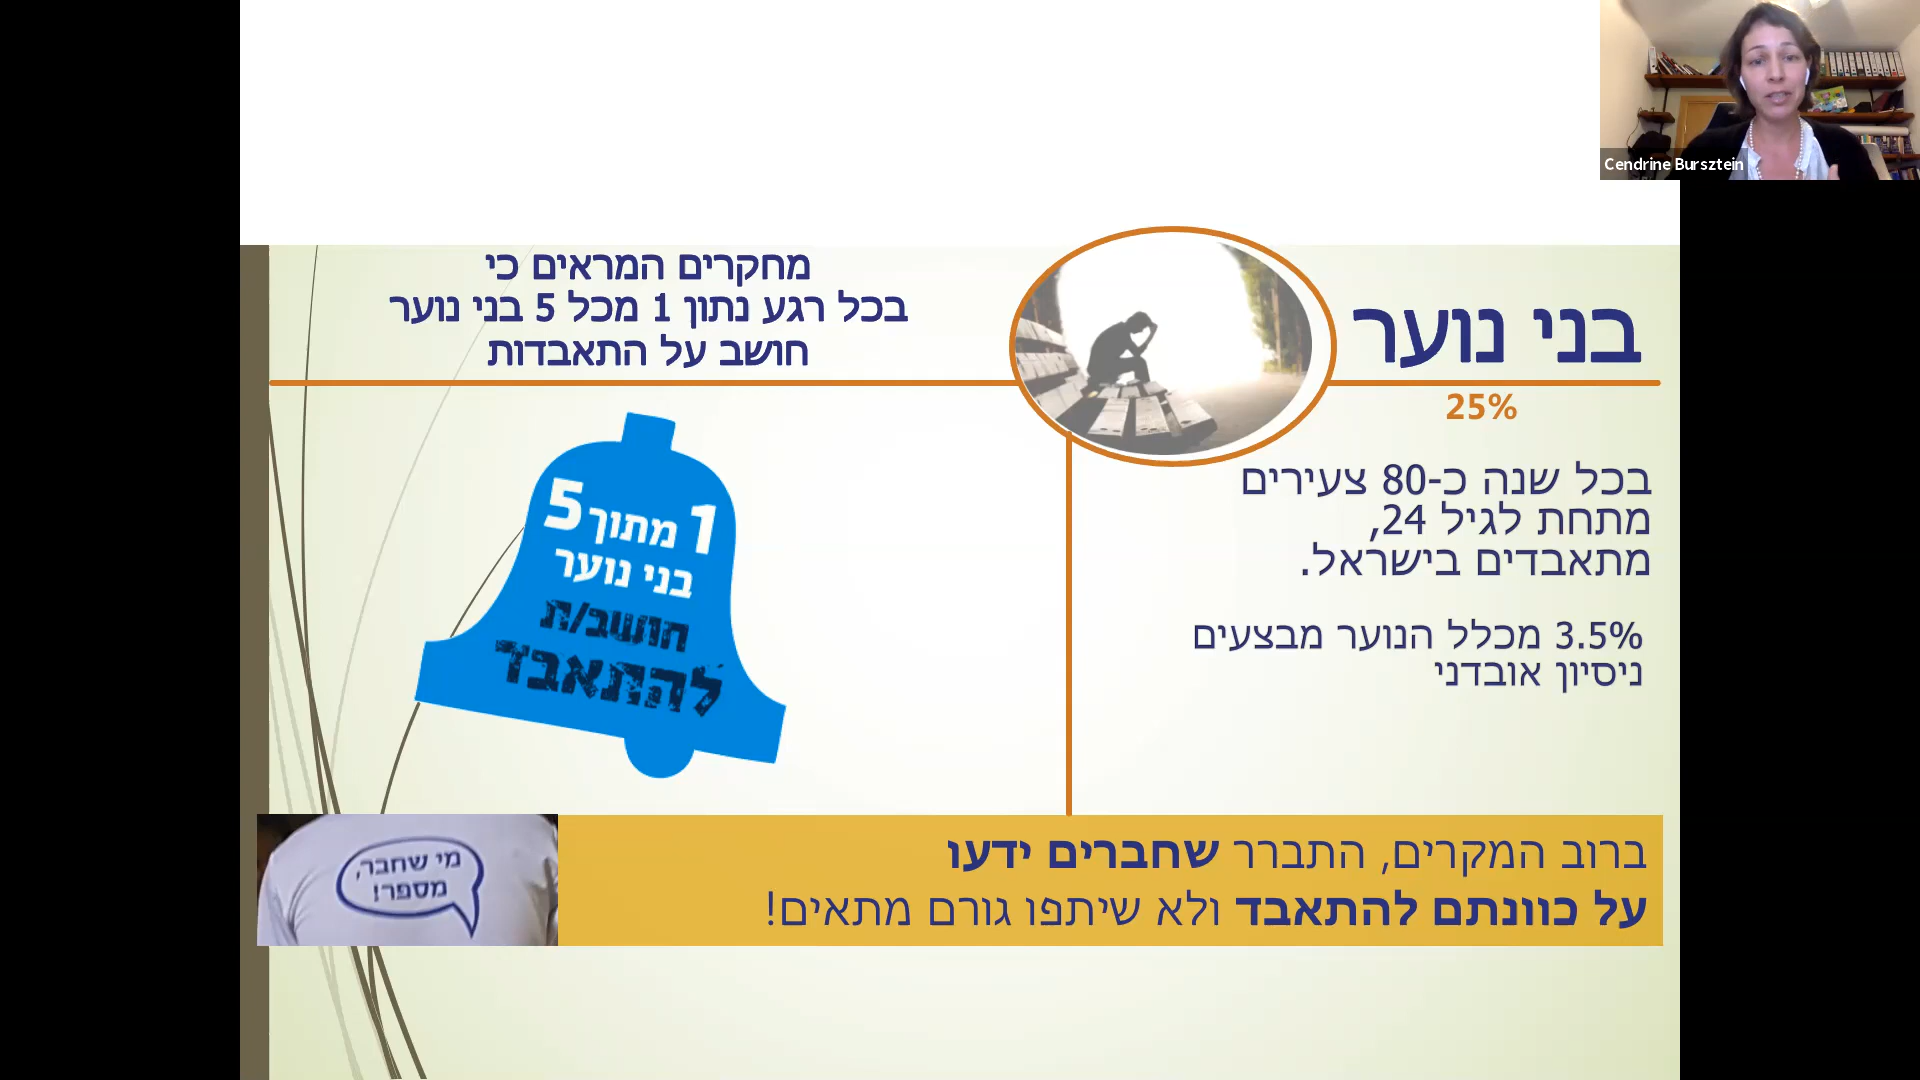 Cendrine Bursztein
בני נוער
25%
בכל שנה כ-80 צעירים
מתחת לגיל 24,
מתאבדים בישראל.
3.5% מכלל הנוער מבצעים
ניסיון אובדני
מחקרים המראים כי
בכל רגע נתון 1 מכל 5 בני נוער
חושב על התאבדות
1 מתוך 5
בני נוער
חושב/ת
להתאבד
ברוב המקרים, התברר שחברים ידעו
על כוונתם להתאבד ולא שיתפו גורם מתאים!
מי שחבר,
מספר!